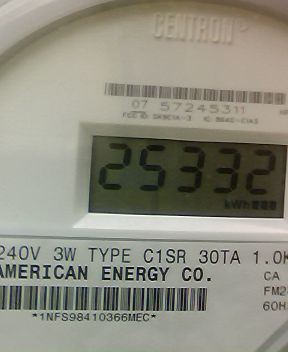 CENTRON®
07 57245311
25332
kWh
240V 3W TYPE C1SR 30TA 1.0K
AMERICAN ENERGY CO.
CA
FM2
60H
*1NFS98410366MEC*